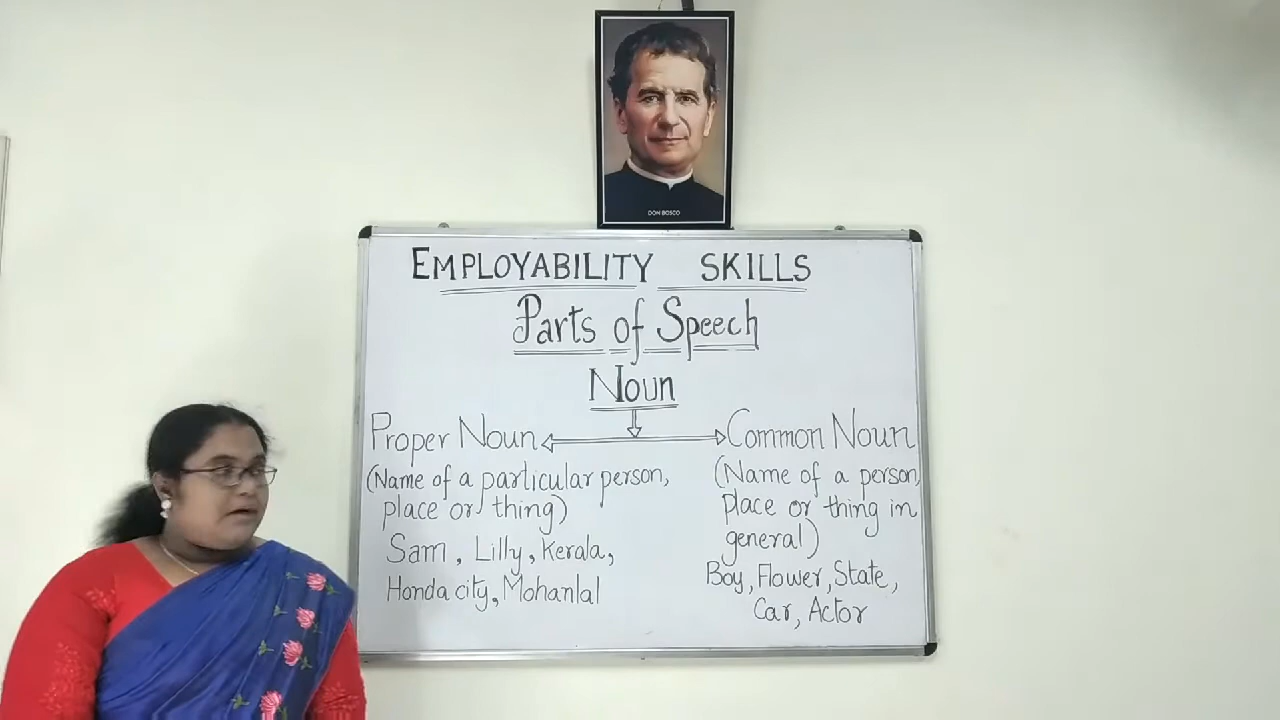 DON BOSCO
EMPLOYABILITY SKILLS
Parts of Speech
NOUN
Proper Noun
Common Noun
(Name of a particular person,
place or thing)
Sam, Lilly, Kerala,
Honda city, Mohanlal
(Name of a person,
place or thing in
general)
Boy, Flower, State,
Car, Actor